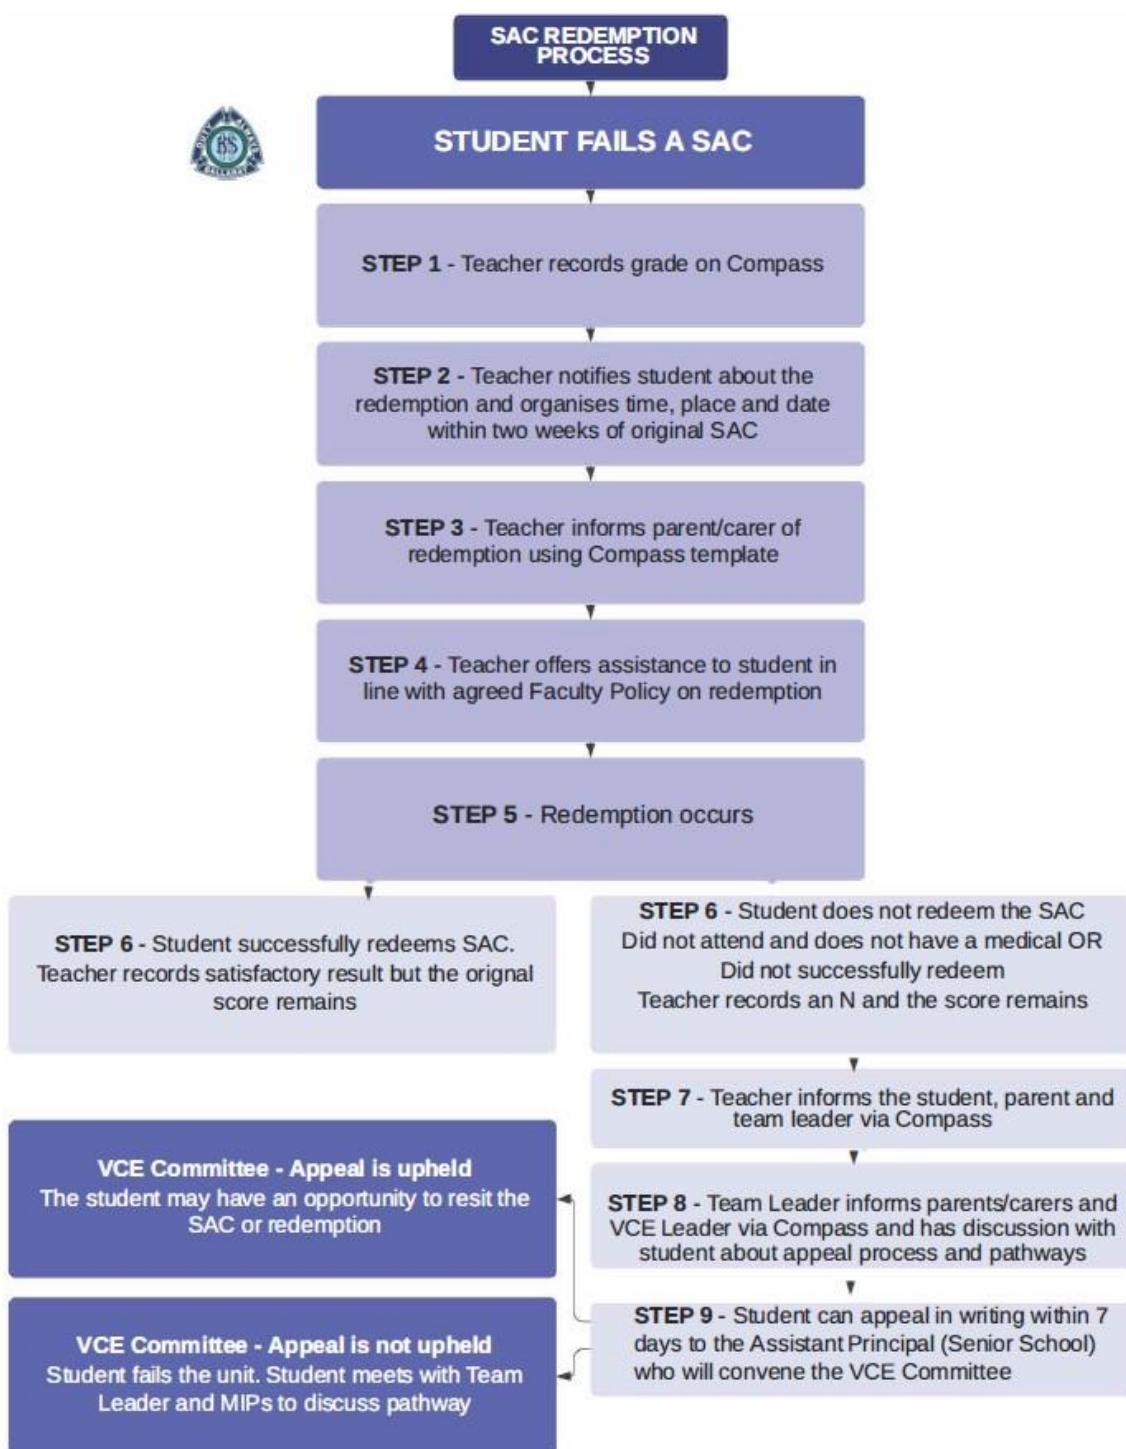 SAC REDEMPTION
PROCESS
STUDENT FAILS A SAC
DUTY ALWAYS
BALLARAT
STEP 1 - Teacher records grade on Compass
STEP 2 - Teacher notifies student about the
redemption and organises time, place and date
within two weeks of original SAC
STEP 3 - Teacher informs parent/carer of
redemption using Compass template
STEP 4 - Teacher offers assistance to student in
line with agreed Faculty Policy on redemption
STEP 5 - Redemption occurs
STEP 6 - Student successfully redeems SAC.
Teacher records satisfactory result but the orignal
score remains
STEP 6 - Student does not redeem the SAC
Did not attend and does not have a medical OR
Did not successfully redeem
Teacher records an N and the score remains
STEP 7 - Teacher informs the student, parent and
team leader via Compass
STEP 8 - Team Leader informs parents/carers and
VCE Leader via Compass and has discussion with
student about appeal process and pathways
STEP 9 - Student can appeal in writing within 7
days to the Assistant Principal (Senior School)
who will convene the VCE Committee
VCE Committee - Appeal is upheld
The student may have an opportunity to resit the
SAC or redemption
VCE Committee - Appeal is not upheld
Student fails the unit. Student meets with Team
Leader and MIPs to discuss pathway